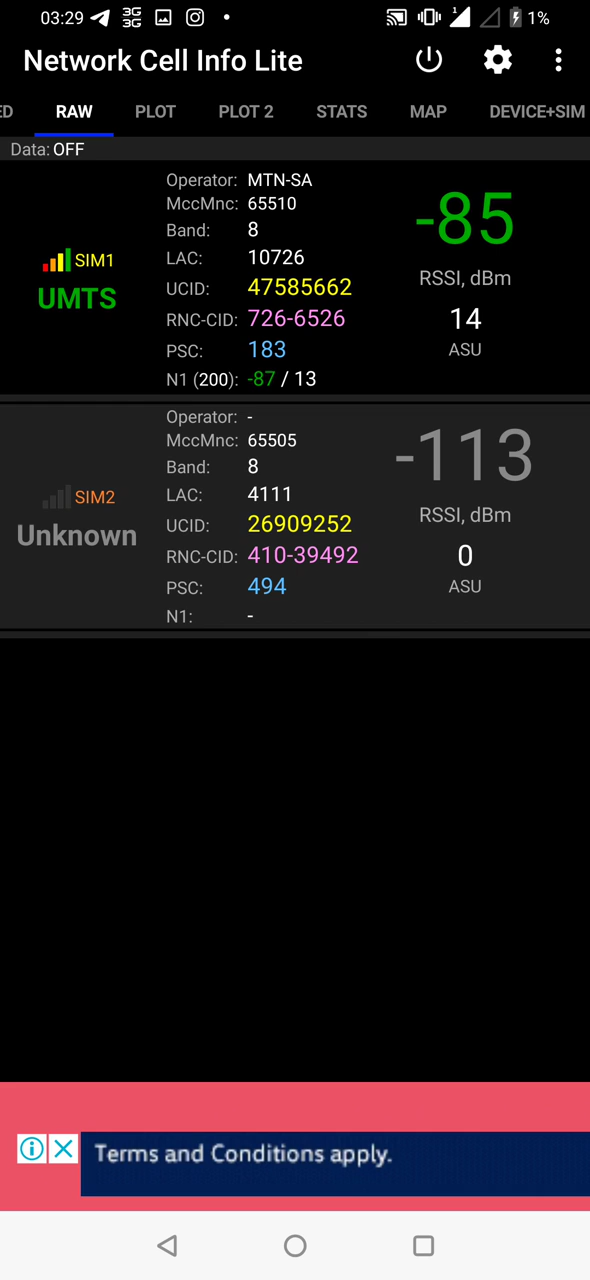 03:29 3G 3G 1 1%
Network Cell Info Lite
ED RAW PLOT PLOT 2 STATS MAP DEVICE+SIM
Data: OFF
Operator: MTN-SA
MccMnc: 65510
Band: 8
LAC: 10726
UCID: 47585662
RNC-CID: 726-6526
PSC: 183
N1 (200): -87 / 13
SIM1
UMTS
-85
RSSI, dBm
14
ASU
Operator: -
MccMnc: 65505
Band: 8
LAC: 4111
UCID: 26909252
RNC-CID: 410-39492
PSC: 494
N1: -
SIM2
Unknown
-113
RSSI, dBm
0
ASU
Terms and Conditions apply.